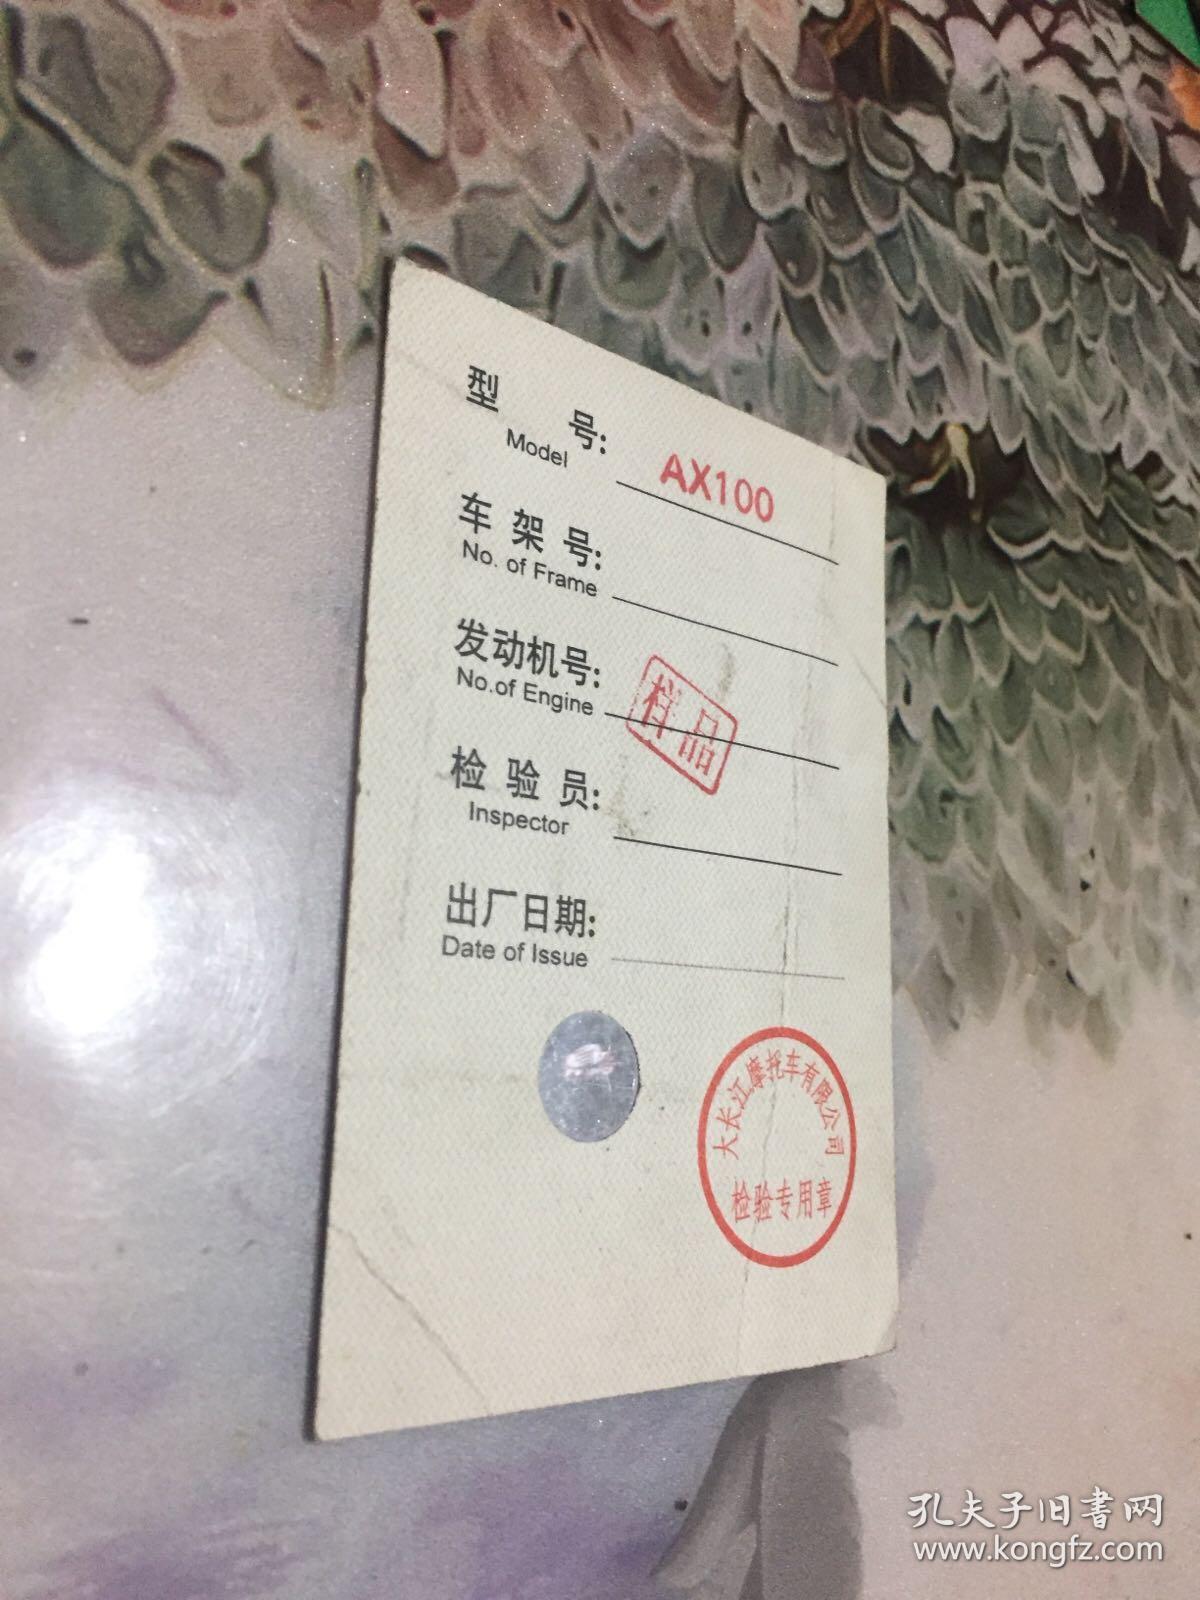 型 号:
Model
AX100
车架号:
No. of Frame
发动机号:
No.of Engine
样品
检验员:
Inspector
出厂日期:
Date of Issue
大长江摩托车有限公司
检验专用章
孔夫子旧书网
www.kongfz.com